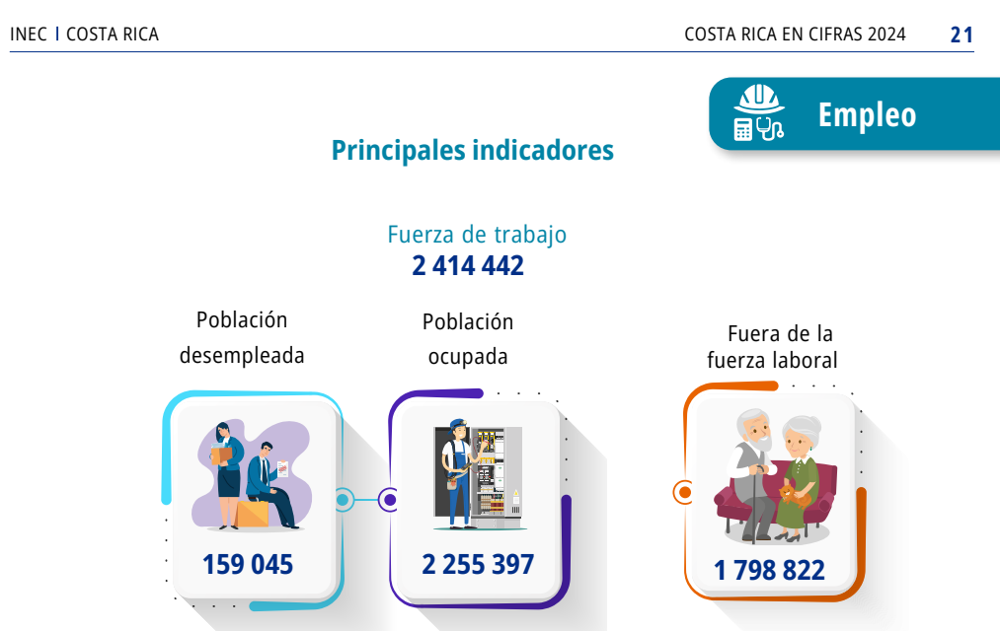 INEC I COSTA RICA
COSTA RICA EN CIFRAS 2024 21
Empleo
Principales indicadores
Fuerza de trabajo
2 414 442
Población
desempleada
159 045
Población
ocupada
2 255 397
Fuera de la
fuerza laboral
1 798 822